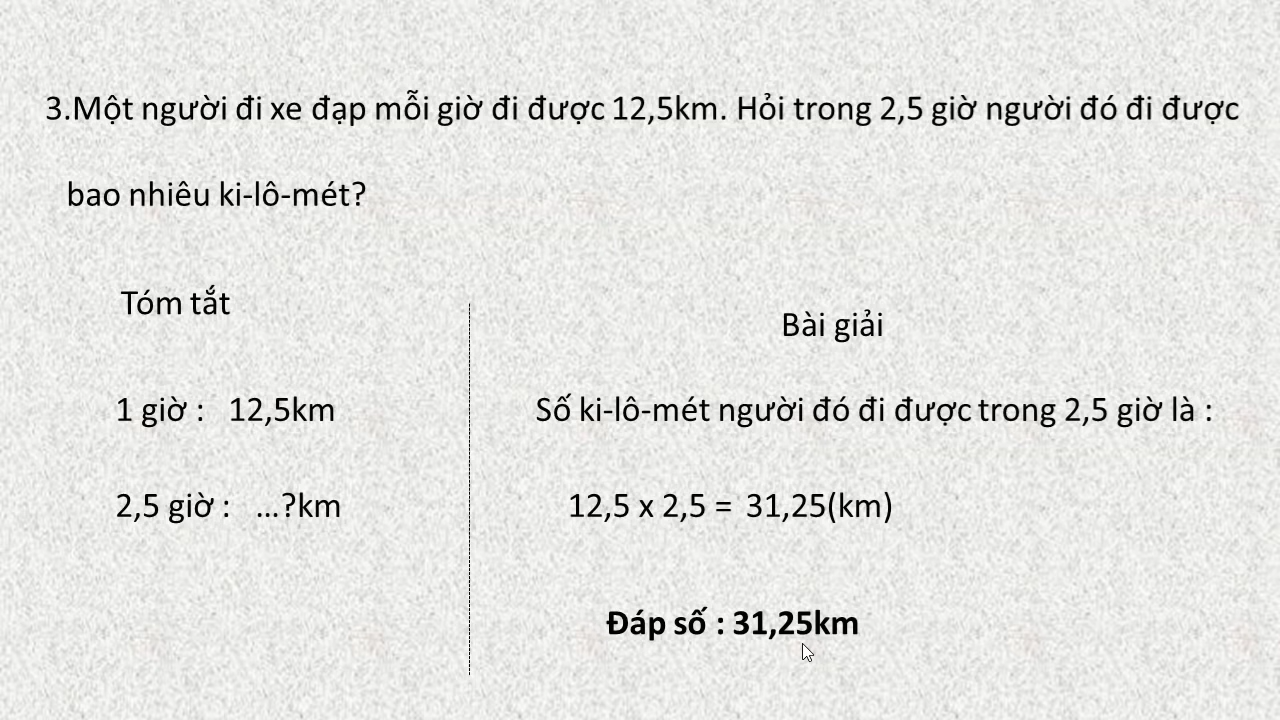 3.Một người đi xe đạp mỗi giờ đi được 12,5km. Hỏi trong 2,5 giờ người đó đi được
bao nhiêu ki-lô-mét?
Tóm tắt
1 giờ : 12,5km
2,5 giờ : ...?km
Bài giải
Số ki-lô-mét người đó đi được trong 2,5 giờ là :
12,5 x 2,5 = 31,25(km)
Đáp số : 31,25km